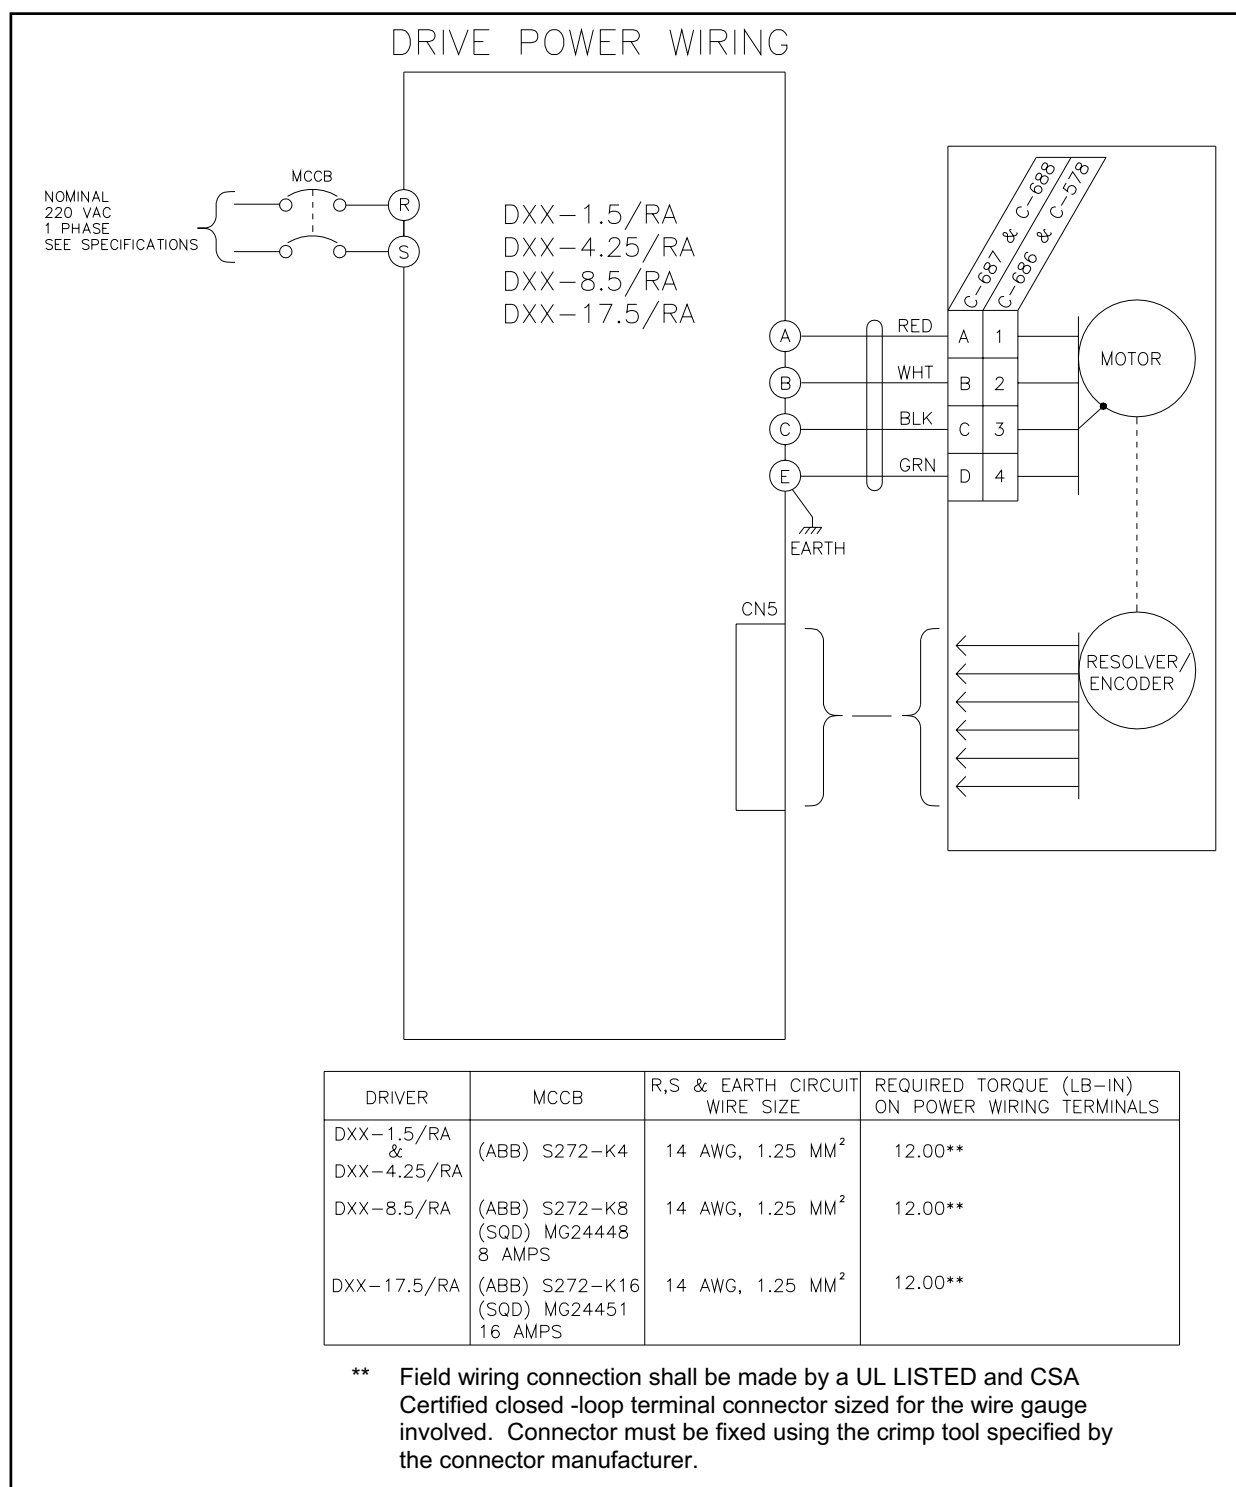 DRIVE POWER WIRING
NOMINAL
220 VAC
1 PHASE
SEE SPECIFICATIONS
MCCB
R
S
DXX-1.5/RA
DXX-4.25/RA
DXX-8.5/RA
DXX-17.5/RA
C-687 & C-688
C-686 & C-578
A RED A 1
B WHT B 2
C BLK C 3
E GRN D 4
MOTOR
EARTH
CN5
RESOLVER/
ENCODER
DRIVER MCCB R,S & EARTH CIRCUIT WIRE SIZE REQUIRED TORQUE (LB-IN) ON POWER WIRING TERMINALS
DXX-1.5/RA
&
DXX-4.25/RA
(ABB) S272-K4 14 AWG, 1.25 MM² 12.00**
DXX-8.5/RA (ABB) S272-K8 14 AWG, 1.25 MM² 12.00**
(SQD) MG24448
8 AMPS
DXX-17.5/RA (ABB) S272-K16 14 AWG, 1.25 MM² 12.00**
(SQD) MG24451
16 AMPS
** Field wiring connection shall be made by a UL LISTED and CSA
Certified closed -loop terminal connector sized for the wire gauge
involved. Connector must be fixed using the crimp tool specified by
the connector manufacturer.